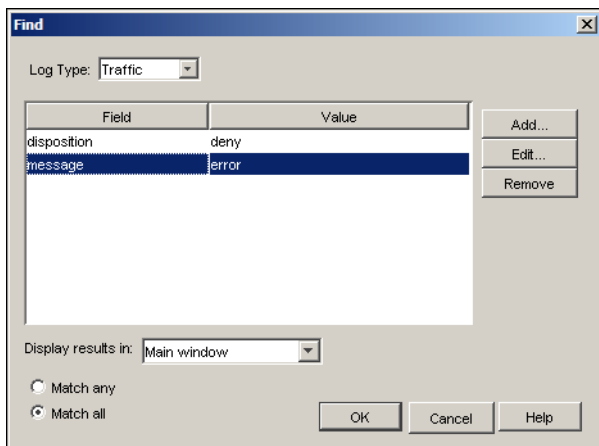 Find
Log Type: Traffic
Field Value
Add...
disposition deny
Edit...
message error
Remove
Display results in: Main window
Match any
Match all
OK Cancel Help